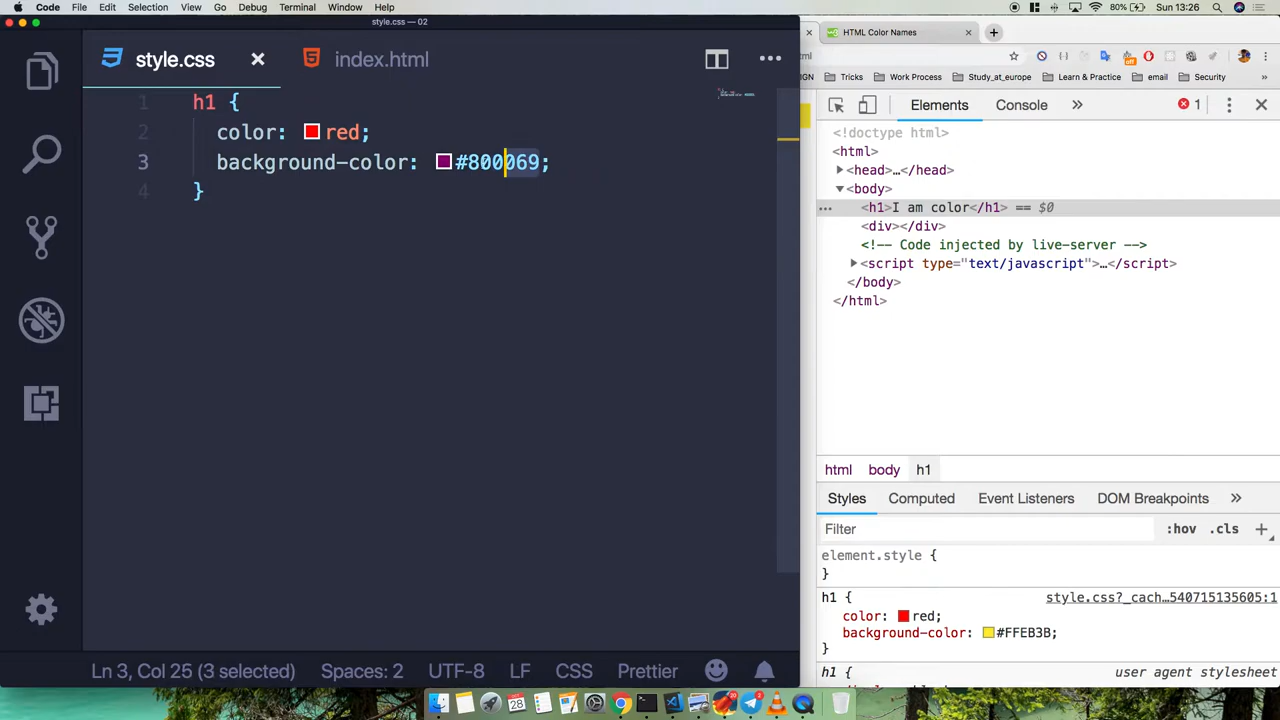 Code File Edit Selection View Go Debug Terminal Window Help 80% Sun 13:26
style.css — 02
style.css index.html
1 h1 {
2 color: red;
3 background-color: #800069;
4 }
Ln 3, Col 25 (3 selected) Spaces: 2 UTF-8 LF CSS Prettier
HTML Color Names
Tricks Work Process Study_at_europe Learn & Practice email Security »
Elements Console » 1
<!doctype html>
<html>
<head>…</head>
<body>
… <h1>I am color</h1> == $0
<div></div>
<!-- Code injected by live-server -->
<script type="text/javascript">…</script>
</body>
</html>
html body h1
Styles Computed Event Listeners DOM Breakpoints »
Filter :hov .cls +
element.style {
}
h1 { style.css?_cach…540715135605:1
color: red;
background-color: #FFEB3B;
}
h1 { user agent stylesheet
28